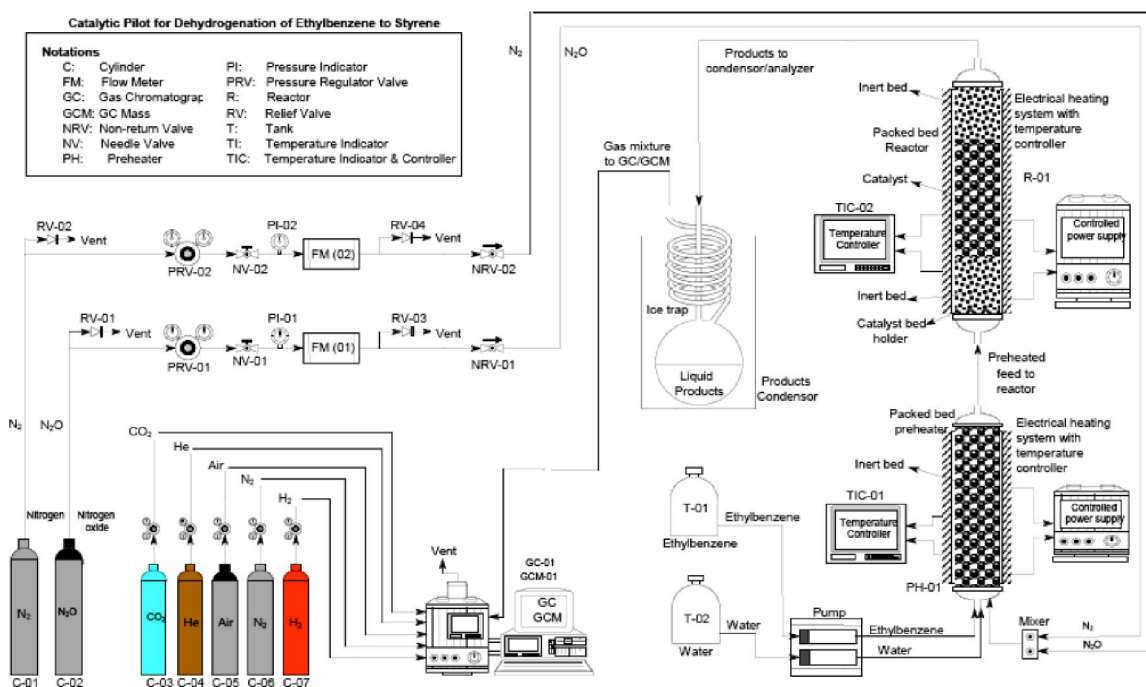 Catalytic Pilot for Dehydrogenation of Ethylbenzene to Styrene
Notations
C: Cylinder
FM: Flow Meter
GC: Gas Chromatograp
GCM: GC Mass
NRV: Non-return Valve
NV: Needle Valve
PH: Preheater
PI: Pressure Indicator
PRV: Pressure Regulator Valve
R: Reactor
RV: Relief Valve
T: Tank
TI: Temperature Indicator
TIC: Temperature Indicator & Controller
N₂
N₂O
Products to
condensor/analyzer
Gas mixture
to GC/GCM
Inert bed
Packed bed
Reactor
Catalyst
Electrical heating
system with
temperature
controller
R-01
TIC-02
Temperature
Controller
Controlled
power supply
Inert bed
Catalyst bed
holder
RV-02
Vent
PRV-02
NV-02
PI-02
FM (02)
RV-04
Vent
NRV-02
RV-01
Vent
PRV-01
NV-01
PI-01
FM (01)
RV-03
Vent
NRV-01
Ice trap
Liquid
Products
Products
Condensor
Preheated
feed to
reactor
Packed bed
preheater
Inert bed
Electrical heating
system with
temperature
controller
TIC-01
Temperature
Controller
Controlled
power supply
PH-01
N₂
N₂O
CO₂
He
Air
N₂
H₂
Nitrogen
Nitrogen
oxide
N₂
N₂O
CO₂
He
Air
N₂
H₂
C-01
C-02
C-03
C-04
C-05
C-06
C-07
Vent
GC-01
GCM-01
GC
GCM
T-01
Ethylbenzene
Ethylbenzene
T-02
Water
Water
Pump
Ethylbenzene
Water
Mixer
N₂
N₂O